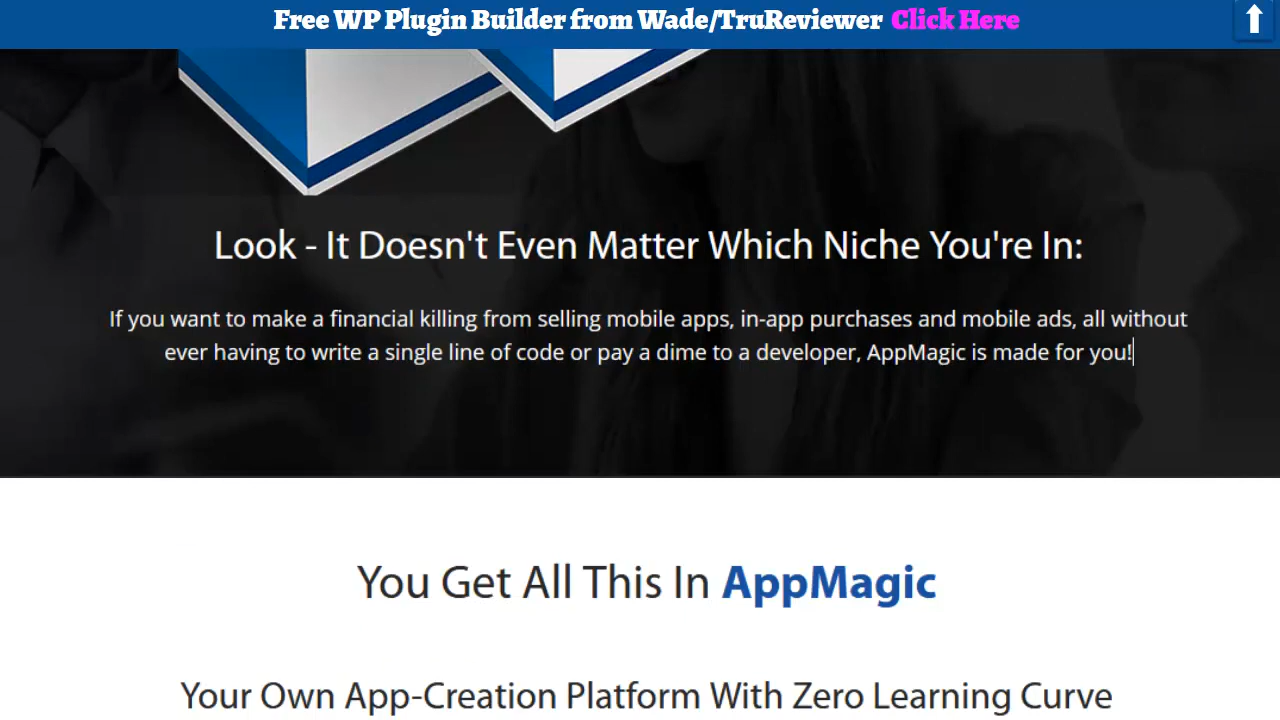 Free WP Plugin Builder from Wade/TruReviewer Click Here
Look - It Doesn't Even Matter Which Niche You're In:
If you want to make a financial killing from selling mobile apps, in-app purchases and mobile ads, all without
ever having to write a single line of code or pay a dime to a developer, AppMagic is made for you!
You Get All This In AppMagic
Your Own App-Creation Platform With Zero Learning Curve